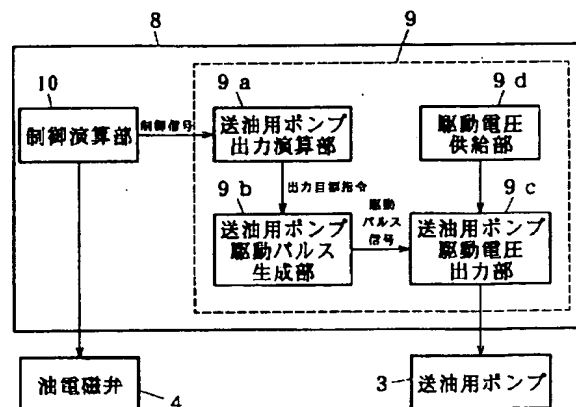 8
9
10
9a
9d
制御演算部
制御信号
送油用ポンプ
出力演算部
駆動電圧
供給部
9b
出力目標指令
9c
送油用ポンプ
駆動パルス
生成部
駆動
パルス
信号
送油用ポンプ
駆動電圧
出力部
油電磁弁
4
3
送油用ポンプ